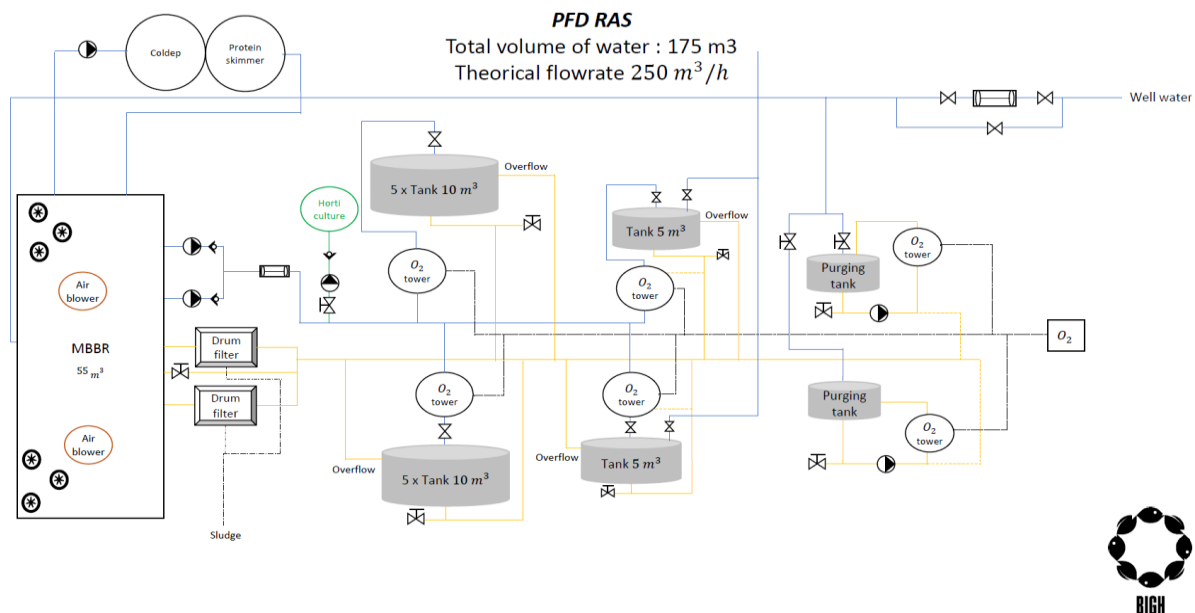 PFD RAS
Total volume of water : 175 m3
Theorical flowrate 250 m³/h
Coldep
Protein
skimmer
Well water
Overflow
5 x Tank 10 m³
Horti
culture
Overflow
Tank 5 m³
O₂
tower
O₂
tower
O₂
tower
Purging
tank
Air
blower
MBBR
55 m³
Drum
filter
Drum
filter
O₂
O₂
tower
O₂
tower
Purging
tank
O₂
tower
Air
blower
Overflow
5 x Tank 10 m³
Overflow
Tank 5 m³
Sludge
BIGH